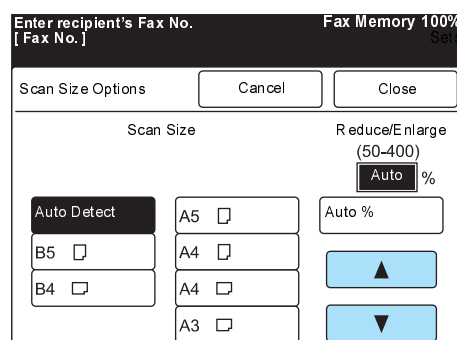 Enter recipient's Fax No. Fax Memory 100%
[ Fax No. ] Set
Scan Size Options Cancel Close
Scan Size Reduce/Enlarge
(50-400)
Auto %
Auto Detect A5 Auto %
B5 A4
B4 A4
A3